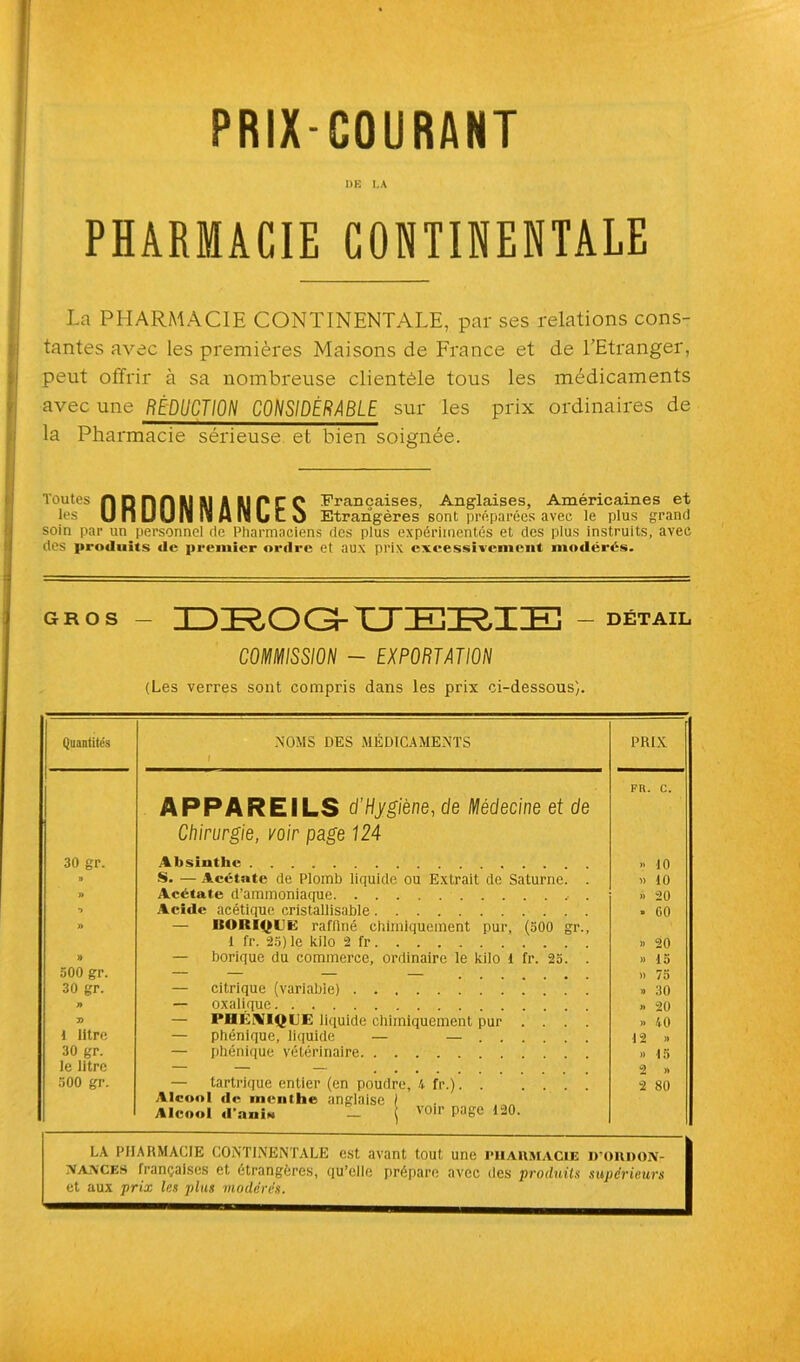 PRIX-COURANT
DE LA
PHARMACIE CONTINENTALE
La PHARMACIE CONTINENTALE, par ses relations cons-
tantes avec les premières Maisons de France et de l'Etranger,
peut offrir à sa nombreuse clientèle tous les médicaments
avec une RÉDUCTION CONSIDÉRABLE sur les prix ordinaires de
la Pharmacie sérieuse et bien soignée.
Toutes les ORDONNANCES Françaises, Anglaises, Américaines et
Etrangères sont préparées avec le plus grand
soin par un personnel de Pharmaciens des plus expérimentés et des plus instruits, avec
des produits de premier ordre et aux prix excessivement modérés.
GROS — DROGUERIE — DÉTAIL
COMMISSION — EXPORTATION
(Les verres sont compris dans les prix ci-dessous).
Quantités NOMS DES MÉDICAMENTS PRIX
FR. C.
APPAREILS d'Hygiène, de Médecine et de
Chirurgie, voir page 124
30 gr. Absinthe . . . . . . » 10
» S. — Acétate de Plomb liquide ou Extrait de Saturne. . » 10
» Acétate d'ammoniaque. . . . . . » 20
» Acide acétique cristallisable . . . . . . » 60
» — BORIQUE raffiné chimiquement pur, (500 gr.,
1 fr. 25) le kilo 2 fr. . . . . . » 20
» — borique du commerce, ordinaire le kilo 1 fr. 25. . » 15
500 gr. — — — — . . . . . . » 75
30 gr. — citrique (variable) . . . . . . » 30
» — oxalique. . . . . . » 20
» — PHÉNIQUE liquide chimiquement pur . . . . » 40
1 litre — phénique, liquide — — . . . . . . 12 »
30 gr. — phénique vétérinaire. . . . . . » 15
le litre — — — . . . . . . 2 »
500 gr. — tartrique entier (en poudre, 4 fr.). . . . . . 2 80
Alcool de menthe anglaise
Alcool d'anis — voir page 120.
LA PHARMACIE CONTINENTALE est avant tout une PHARMACIE D'ORDON-
NANCES françaises et étrangères, qu'elle prépare avec des produits supérieurs
et aux prix les plus modérés.